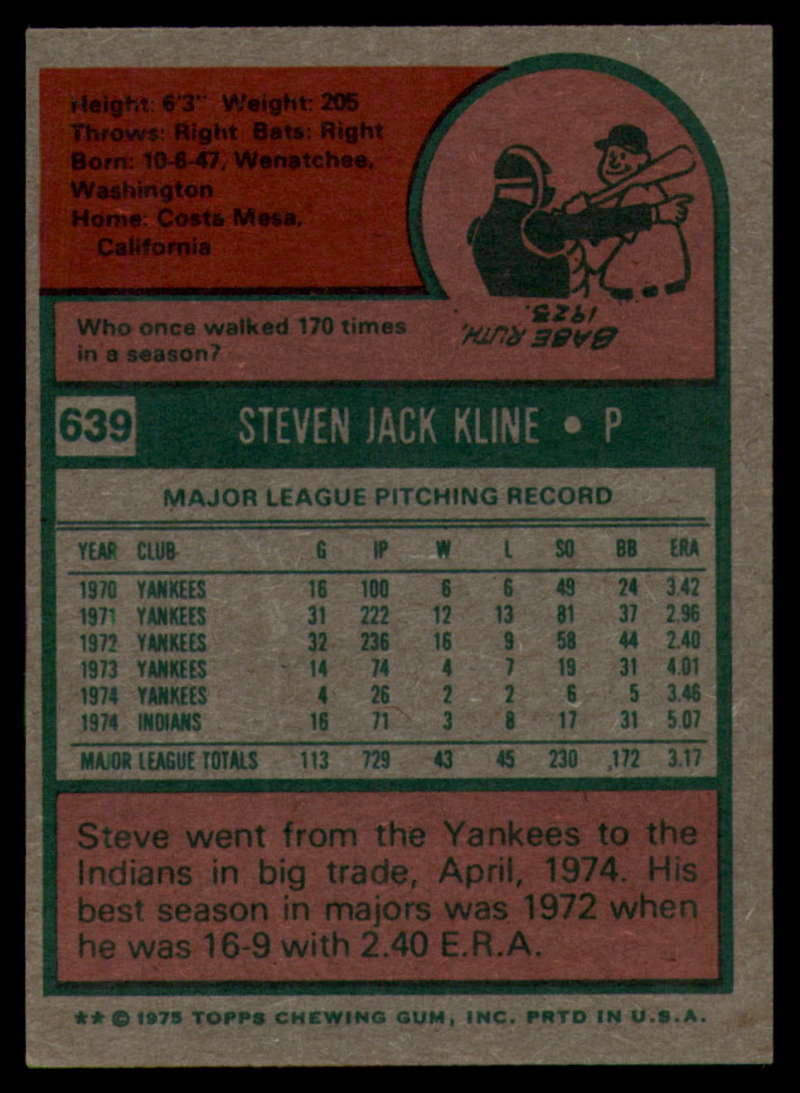 Height: 6'3" Weight: 205
Throws: Right Bats: Right
Born: 10-6-47, Wenatchee,
Washington
Home: Costa Mesa,
California
Who once walked 170 times
in a season?
BABE RUTH,
1923.
639 STEVEN JACK KLINE • P
MAJOR LEAGUE PITCHING RECORD
YEAR CLUB G IP W L SO BB ERA
1970 YANKEES 16 100 6 6 49 24 3.42
1971 YANKEES 31 222 12 13 81 37 2.96
1972 YANKEES 32 236 16 9 58 44 2.40
1973 YANKEES 14 74 4 7 19 31 4.01
1974 YANKEES 4 26 2 2 6 5 3.46
1974 INDIANS 16 71 3 8 17 31 5.07
MAJOR LEAGUE TOTALS 113 729 43 45 230 172 3.17
Steve went from the Yankees to the
Indians in big trade, April, 1974. His
best season in majors was 1972 when
he was 16-9 with 2.40 E.R.A.
** © 1975 TOPPS CHEWING GUM, INC. PRTD IN U.S.A.